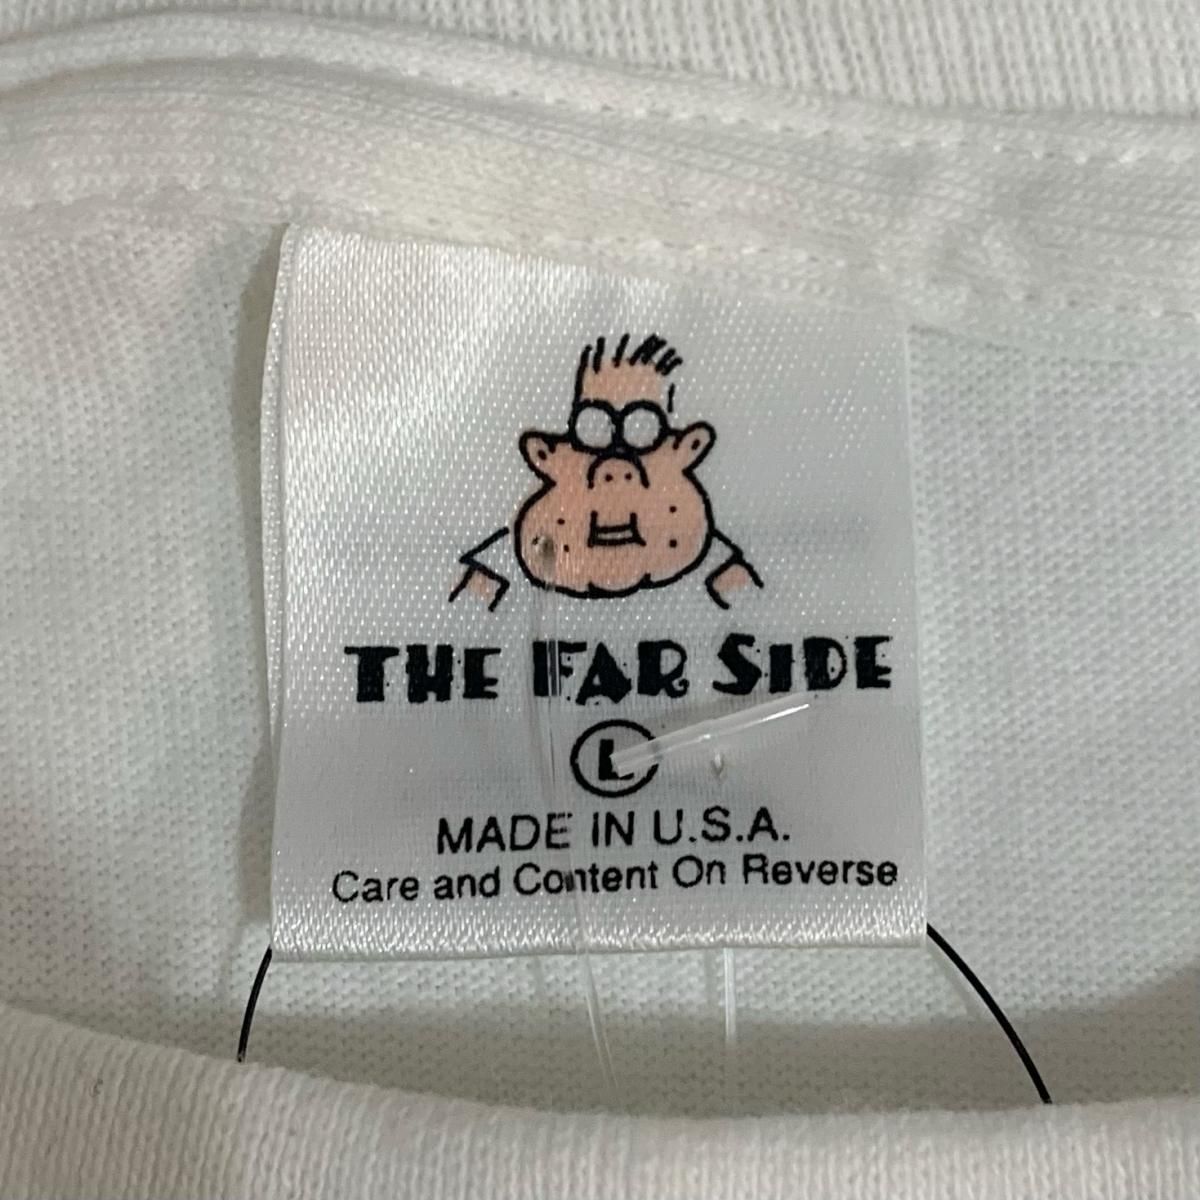 THE FAR SIDE
L
MADE IN U.S.A.
Care and Content On Reverse